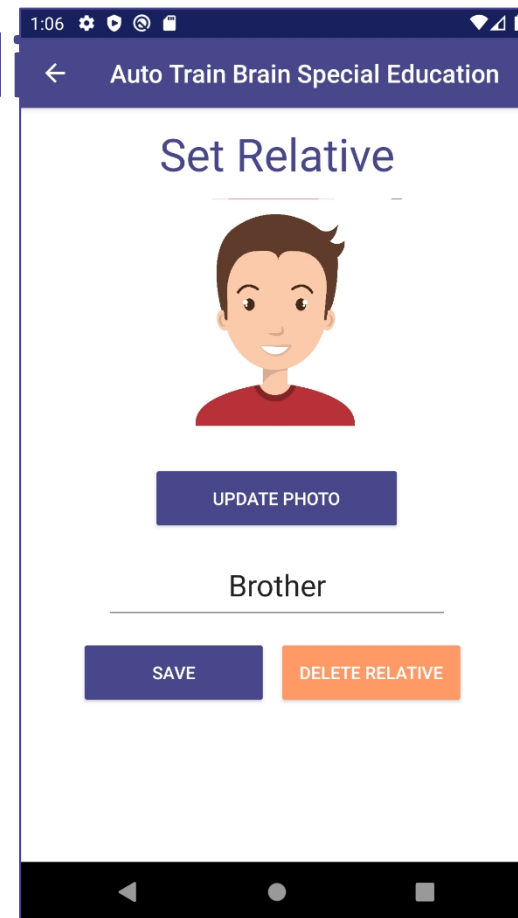 1:06
Auto Train Brain Special Education
Set Relative
UPDATE PHOTO
Brother
SAVE
DELETE RELATIVE